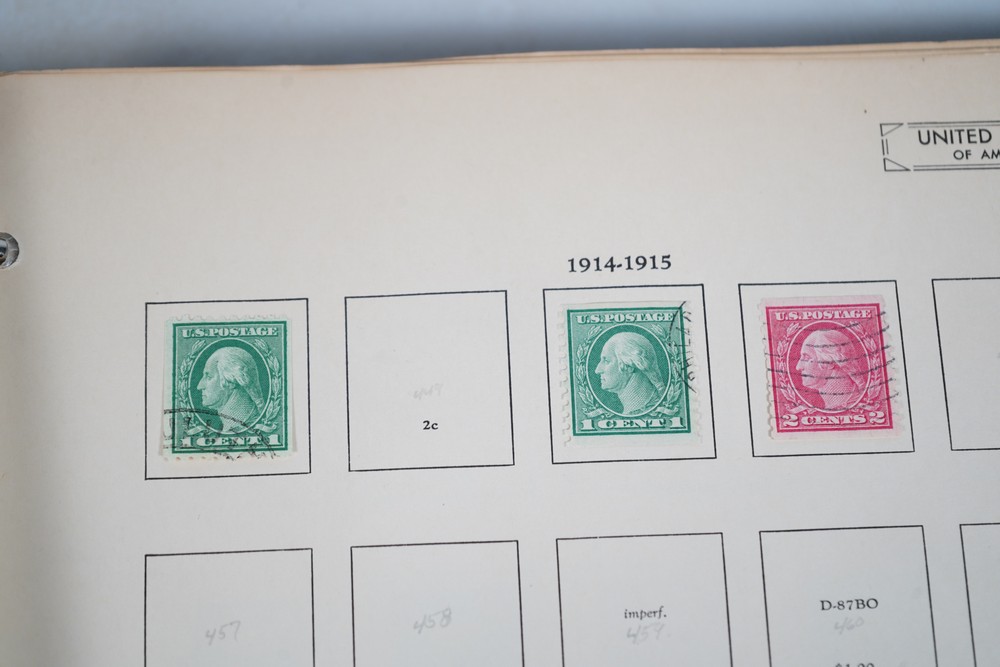 UNITED
OF AM
1914-1915
U.S. POSTAGE
1 CENT 1
449
2c
U.S. POSTAGE
1 CENT 1
U.S. POSTAGE
2 CENTS 2
457
458
imperf.
459
D-87BO
460